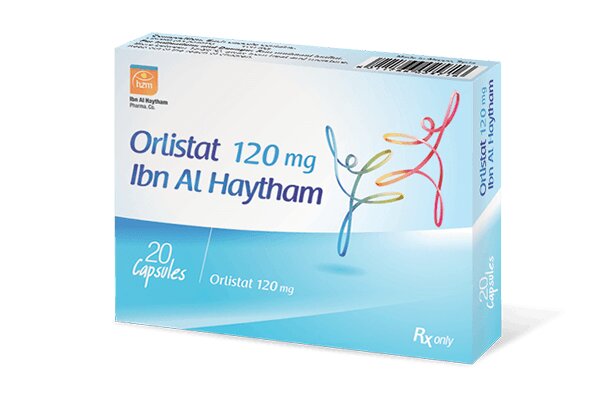 hzm
Ibn Al Haytham
Pharma. Co.
Orlistat 120 mg
Ibn Al Haytham
20
Capsules
Orlistat 120 mg
Rx only
Orlistat 120 mg
Ibn Al Haytham
20
Capsules